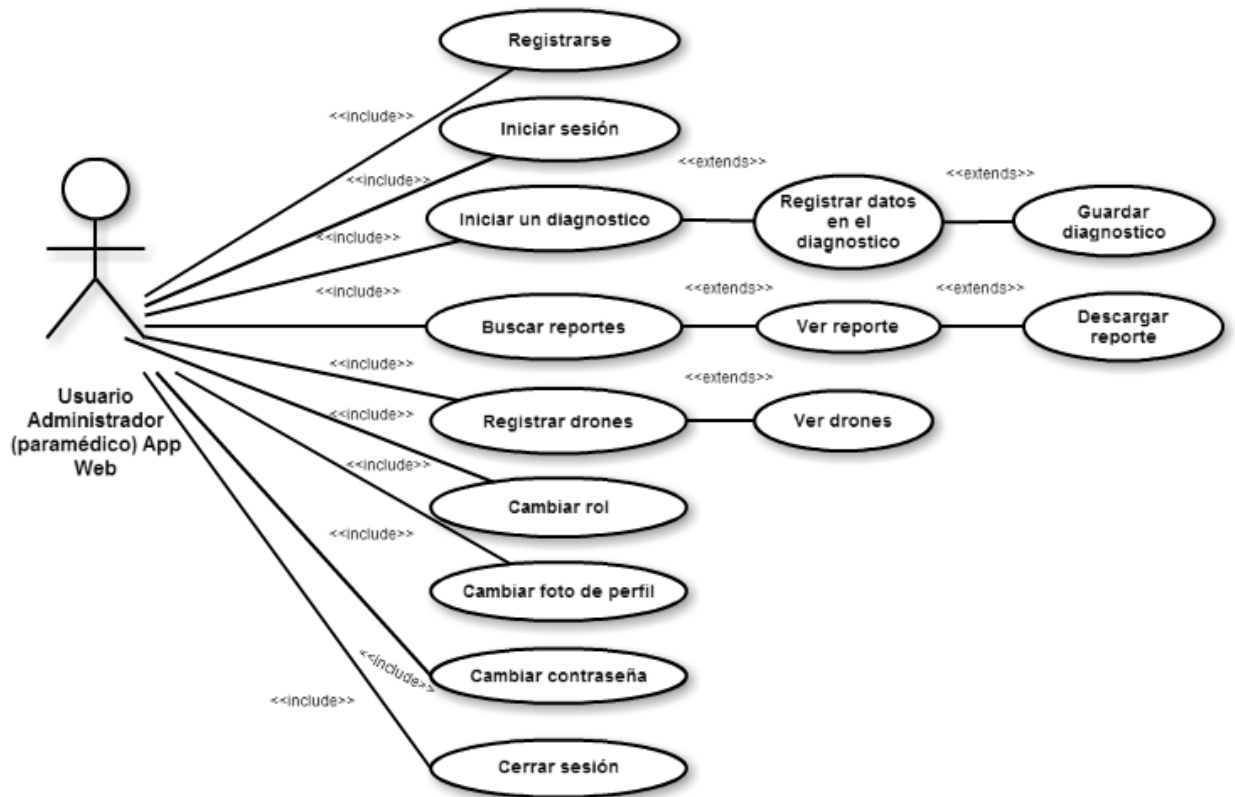 Registrarse
<<include>>
Iniciar sesión
<<extends>>
<<include>>
<<extends>>
Iniciar un diagnostico
Registrar datos
en el
diagnostico
Guardar
diagnostico
<<include>>
<<include>>
<<extends>>
<<extends>>
Buscar reportes
Ver reporte
Descargar
reporte
<<include>>
<<extends>>
Usuario
Administrador
(paramédico) App
Web
<<include>>
Registrar drones
Ver drones
<<include>>
Cambiar rol
<<include>>
Cambiar foto de perfil
<<include>>
Cambiar contraseña
<<include>>
Cerrar sesión